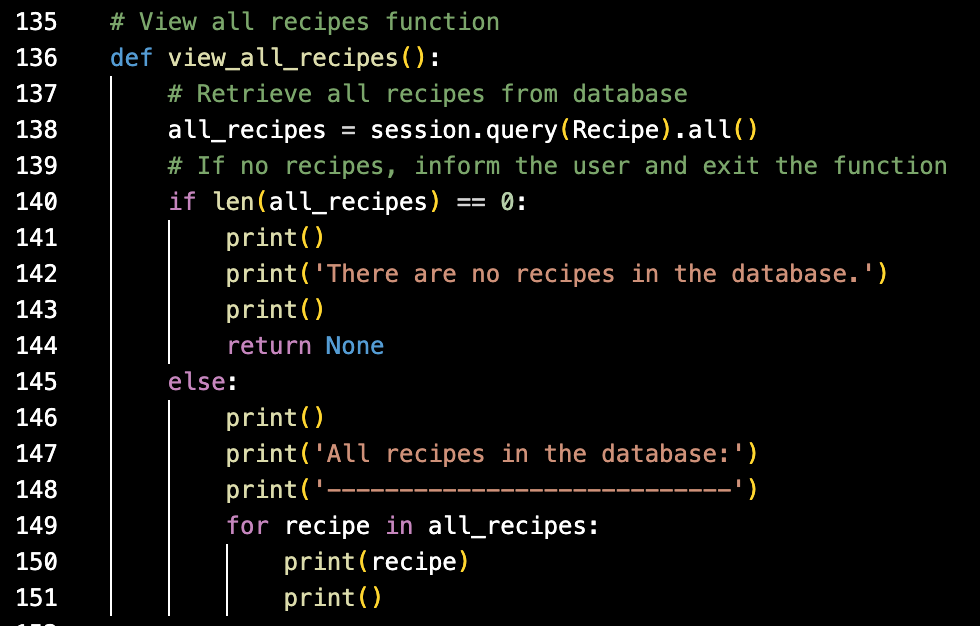 135 # View all recipes function
136 def view_all_recipes():
137     # Retrieve all recipes from database
138     all_recipes = session.query(Recipe).all()
139     # If no recipes, inform the user and exit the function
140     if len(all_recipes) == 0:
141         print()
142         print('There are no recipes in the database.')
143         print()
144         return None
145     else:
146         print()
147         print('All recipes in the database:')
148         print('----------------------------')
149         for recipe in all_recipes:
150             print(recipe)
151             print()